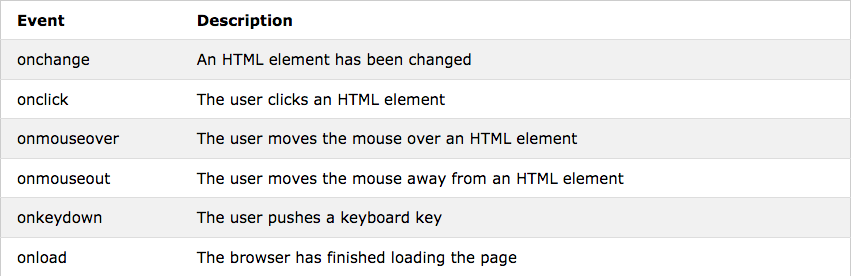 Event Description
onchange An HTML element has been changed
onclick The user clicks an HTML element
onmouseover The user moves the mouse over an HTML element
onmouseout The user moves the mouse away from an HTML element
onkeydown The user pushes a keyboard key
onload The browser has finished loading the page